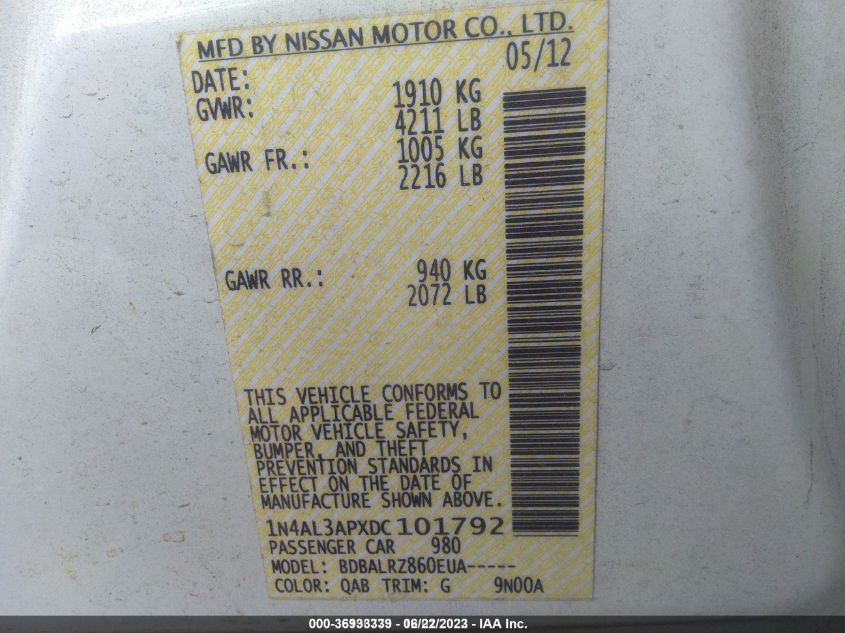 MFD BY NISSAN MOTOR CO., LTD.
DATE: 05/12
GVWR: 1910 KG
4211 LB
GAWR FR.: 1005 KG
2216 LB
GAWR RR.: 940 KG
2072 LB
THIS VEHICLE CONFORMS TO
ALL APPLICABLE FEDERAL
MOTOR VEHICLE SAFETY,
BUMPER, AND THEFT
PREVENTION STANDARDS IN
EFFECT ON THE DATE OF
MANUFACTURE SHOWN ABOVE.
1N4AL3APXDC101792
PASSENGER CAR 980
MODEL: BDBALRZ860EUA-----
COLOR: QAB TRIM: G 9N00A
000-36938339 - 06/22/2023 - IAA Inc.